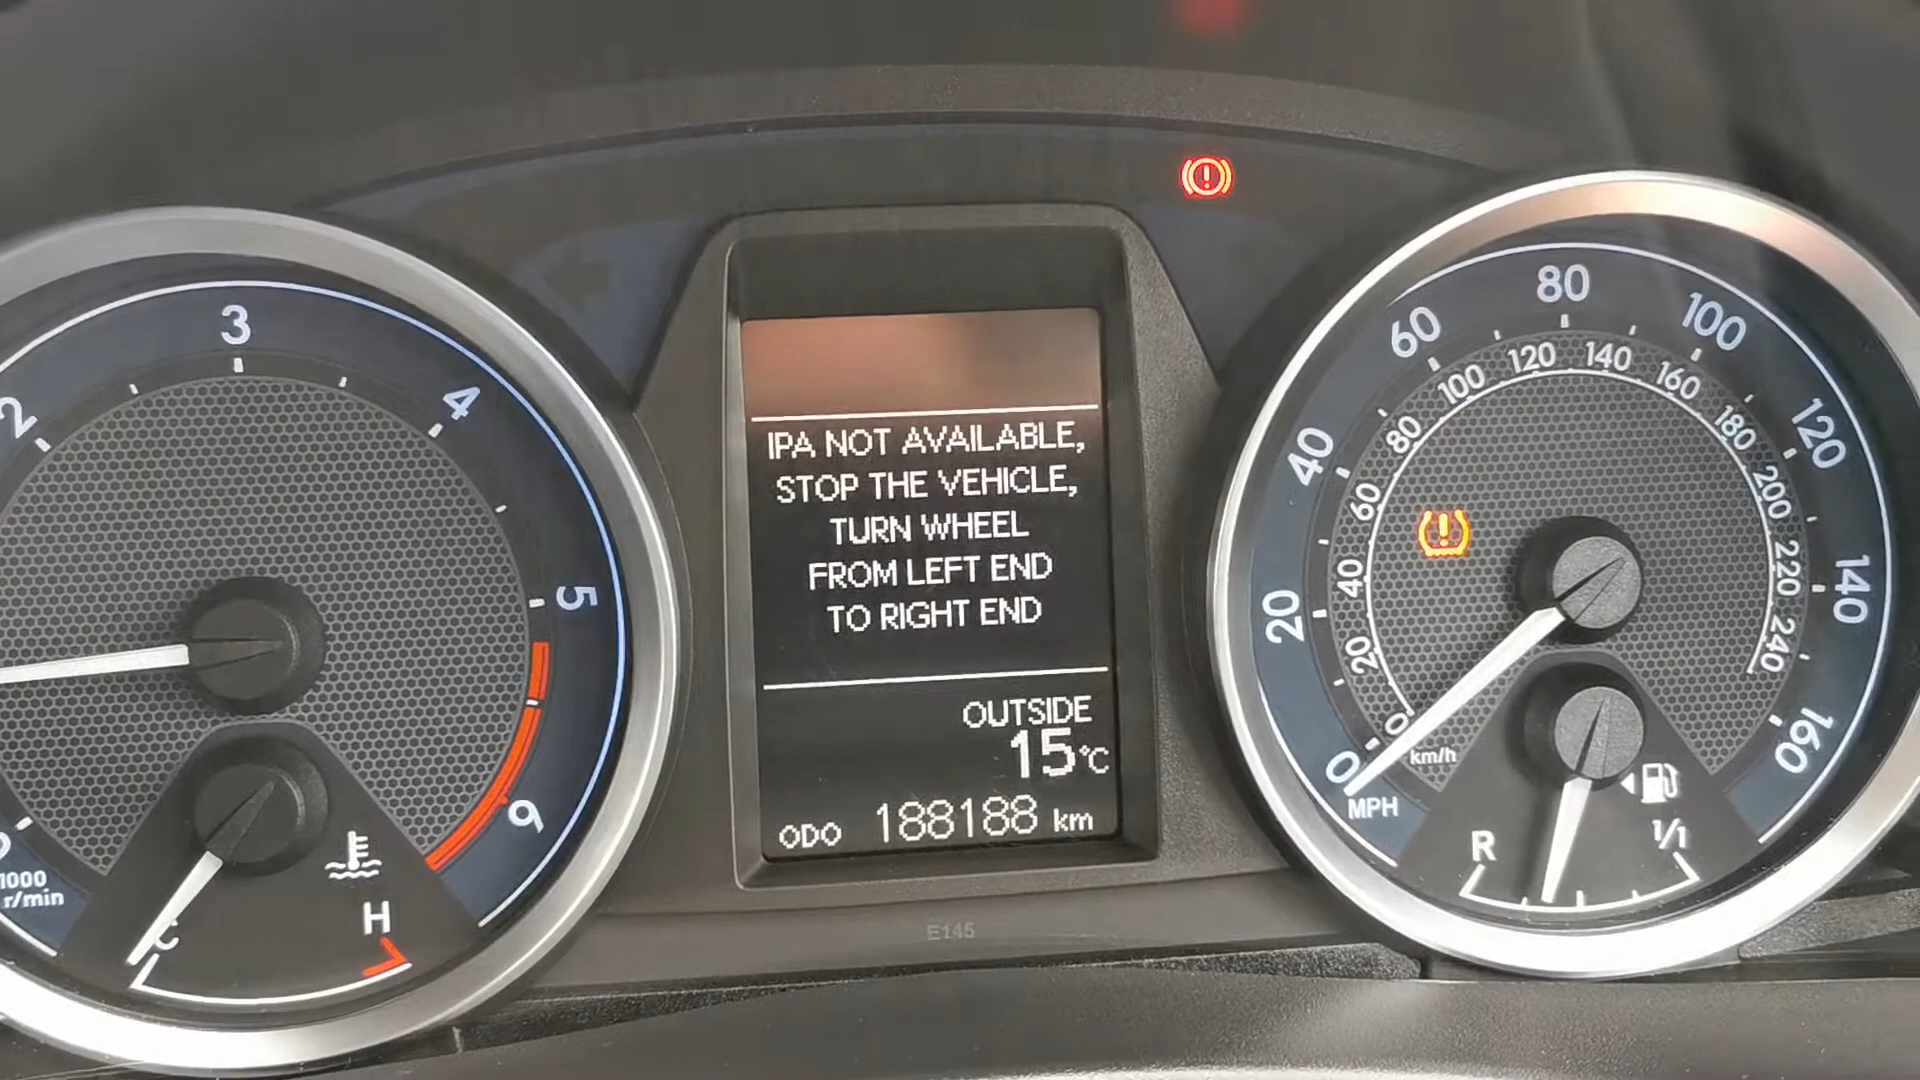 IPA NOT AVAILABLE,
STOP THE VEHICLE,
TURN WHEEL
FROM LEFT END
TO RIGHT END
OUTSIDE
15°C
ODO 188188 km
E145
2
3
4
5
6
1000
r/min
C
H
0
20
40
60
80
100
120
140
160
MPH
0
20
40
60
80
100
120
140
160
180
200
220
240
km/h
R
1/1